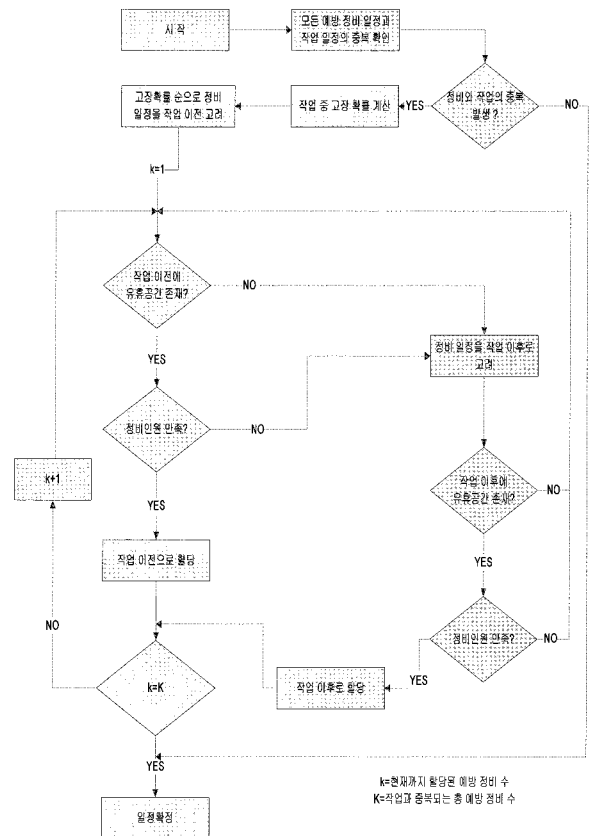 시 작
모든 예방 정비 일정과
작업 일정의 중복 확인
정비와 작업의 중복
발생?
NO
YES
작업 중 고장 확률 계산
고장확률 순으로 정비
일정을 작업 이전 고려
k=1
작업 이전에
유휴공간 존재?
NO
YES
정비 일정을 작업 이후로
고려
정비인원 만족?
NO
YES
k+1
작업 이후에
유휴공간 존재?
NO
YES
작업 이전으로 할당
NO
정비인원 만족?
NO
YES
작업 이후로 할당
k=K
YES
일정확정
k=현재까지 할당된 예방 정비 수
K=작업과 중복되는 총 예방 정비 수